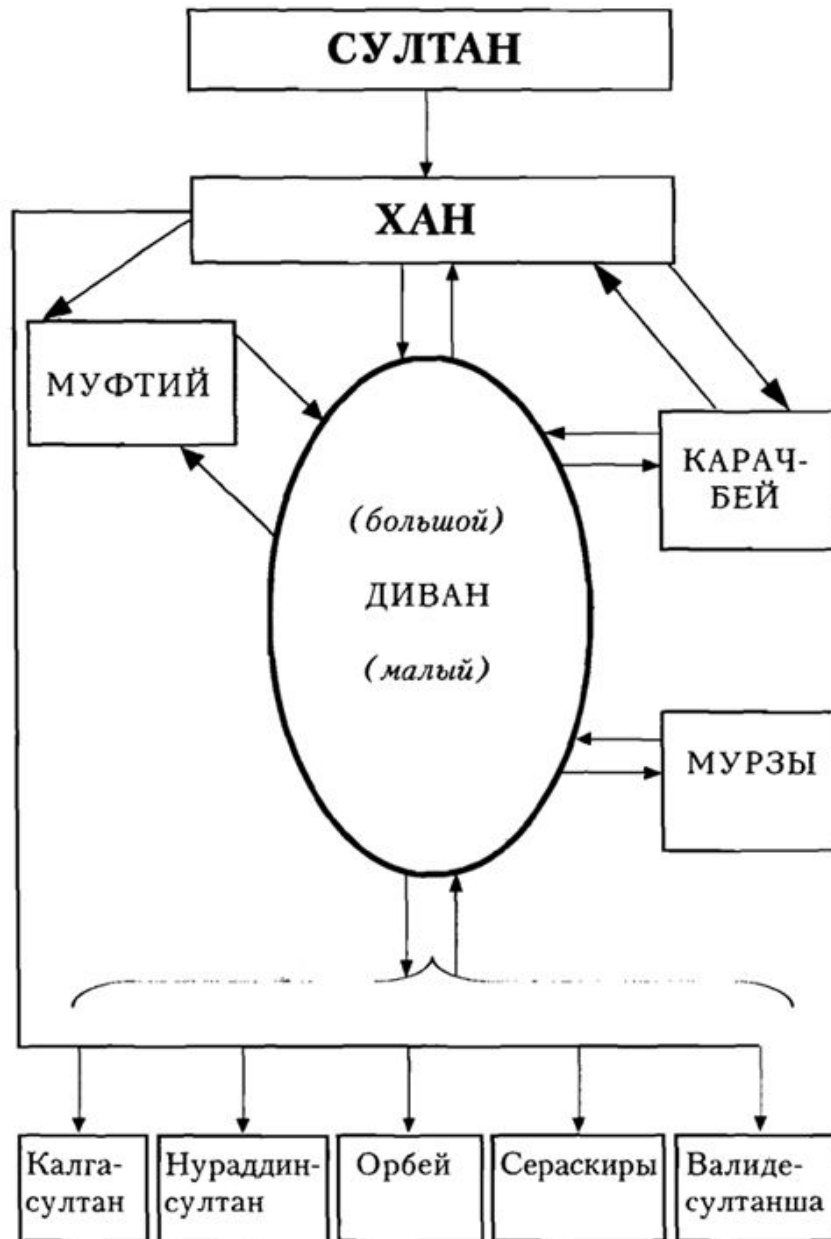 СУЛТАН
ХАН
МУФТИЙ
КАРАЧ-
БЕЙ
(большой)
ДИВАН
(малый)
МУРЗЫ
Калга-
султан
Нураддин-
султан
Орбей
Сераскиры
Валиде-
султанша